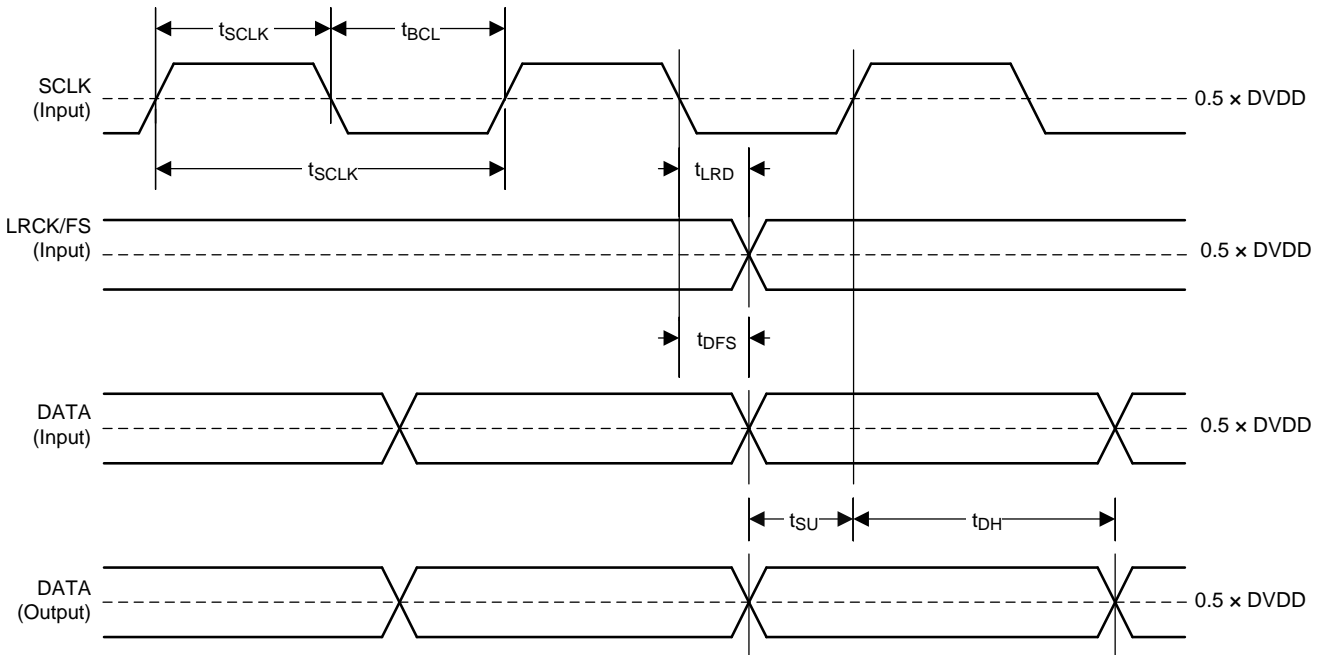 tSCLK
tBCL
SCLK
(Input)
0.5 × DVDD
tSCLK
tLRD
LRCK/FS
(Input)
0.5 × DVDD
tDFS
DATA
(Input)
0.5 × DVDD
tSU
tDH
DATA
(Output)
0.5 × DVDD